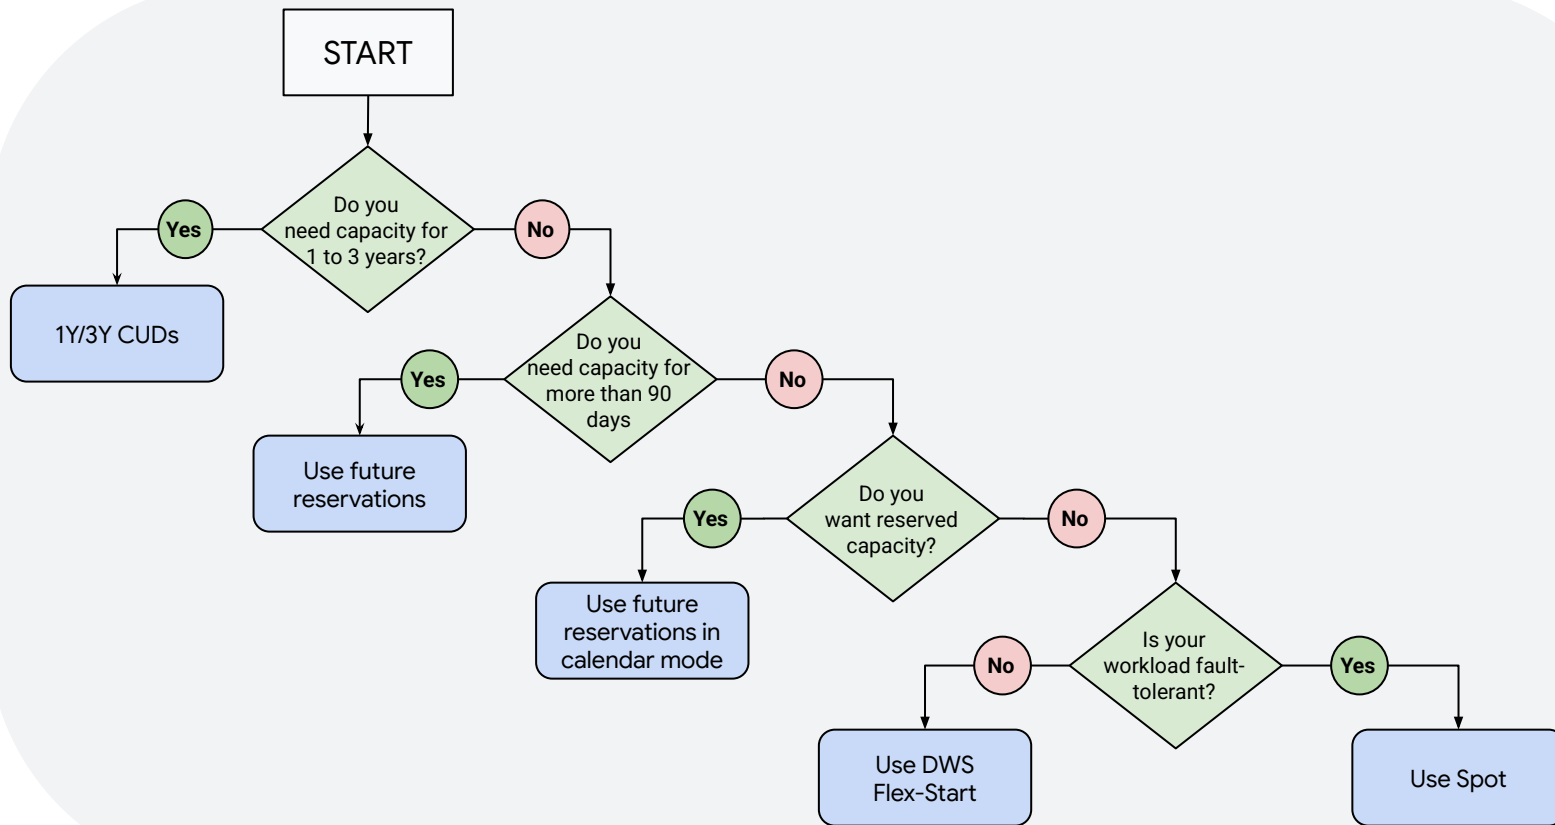 START
Do you
need capacity for
1 to 3 years?
Yes
No
1Y/3Y CUDs
Do you
need capacity for
more than 90
days
Yes
No
Use future
reservations
Do you
want reserved
capacity?
Yes
No
Use future
reservations in
calendar mode
Is your
workload fault-
tolerant?
No
Yes
Use DWS
Flex-Start
Use Spot